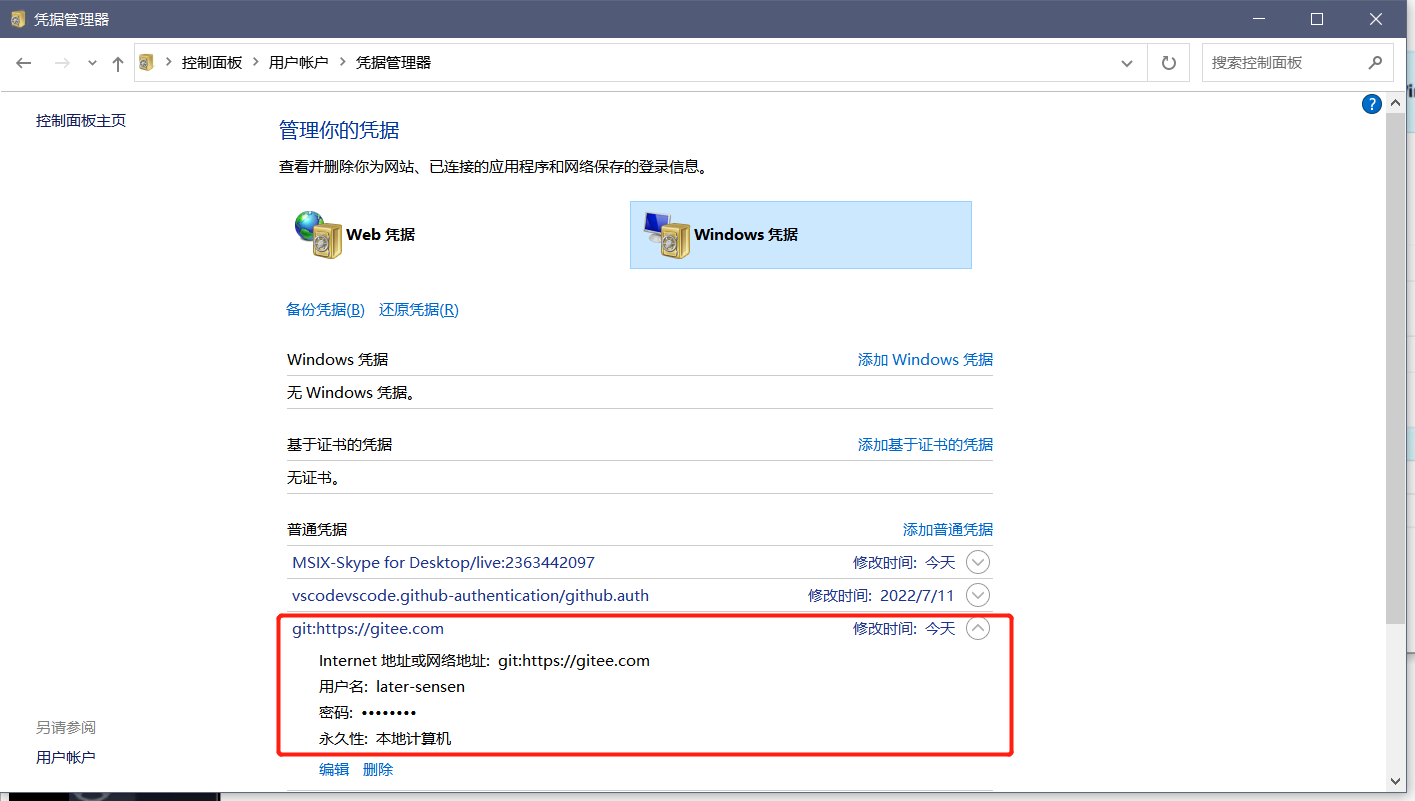 凭据管理器
控制面板 用户帐户 凭据管理器 搜索控制面板
?
控制面板主页
管理你的凭据
查看并删除你为网站、已连接的应用程序和网络保存的登录信息。
Web 凭据 Windows 凭据
备份凭据(B) 还原凭据(R)
Windows 凭据 添加 Windows 凭据
无 Windows 凭据。
基于证书的凭据 添加基于证书的凭据
无证书。
普通凭据 添加普通凭据
MSIX-Skype for Desktop/live:2363442097 修改时间: 今天
vscodevscode.github-authentication/github.auth 修改时间: 2022/7/11
git:https://gitee.com 修改时间: 今天
Internet 地址或网络地址: git:https://gitee.com
用户名: later-sensen
密码: ••••••••
永久性: 本地计算机
编辑 删除
另请参阅
用户帐户